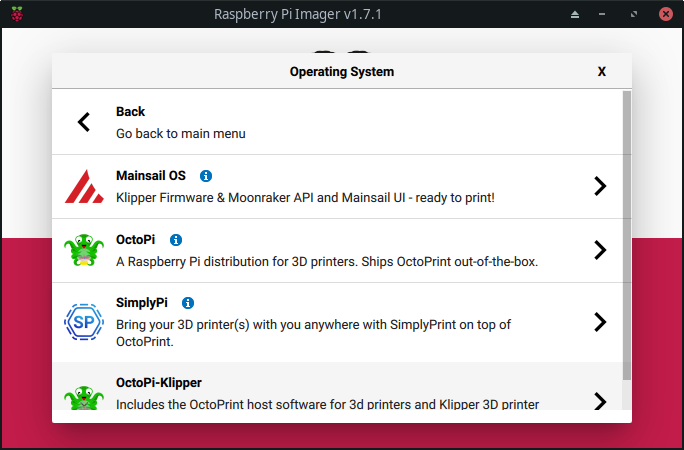 Raspberry Pi Imager v1.7.1
Operating System
X
Back
Go back to main menu
Mainsail OS
Klipper Firmware & Moonraker API and Mainsail UI - ready to print!
OctoPi
A Raspberry Pi distribution for 3D printers. Ships OctoPrint out-of-the-box.
SP
SimplyPi
Bring your 3D printer(s) with you anywhere with SimplyPrint on top of
OctoPrint.
OctoPi-Klipper
Includes the OctoPrint host software for 3d printers and Klipper 3D printer